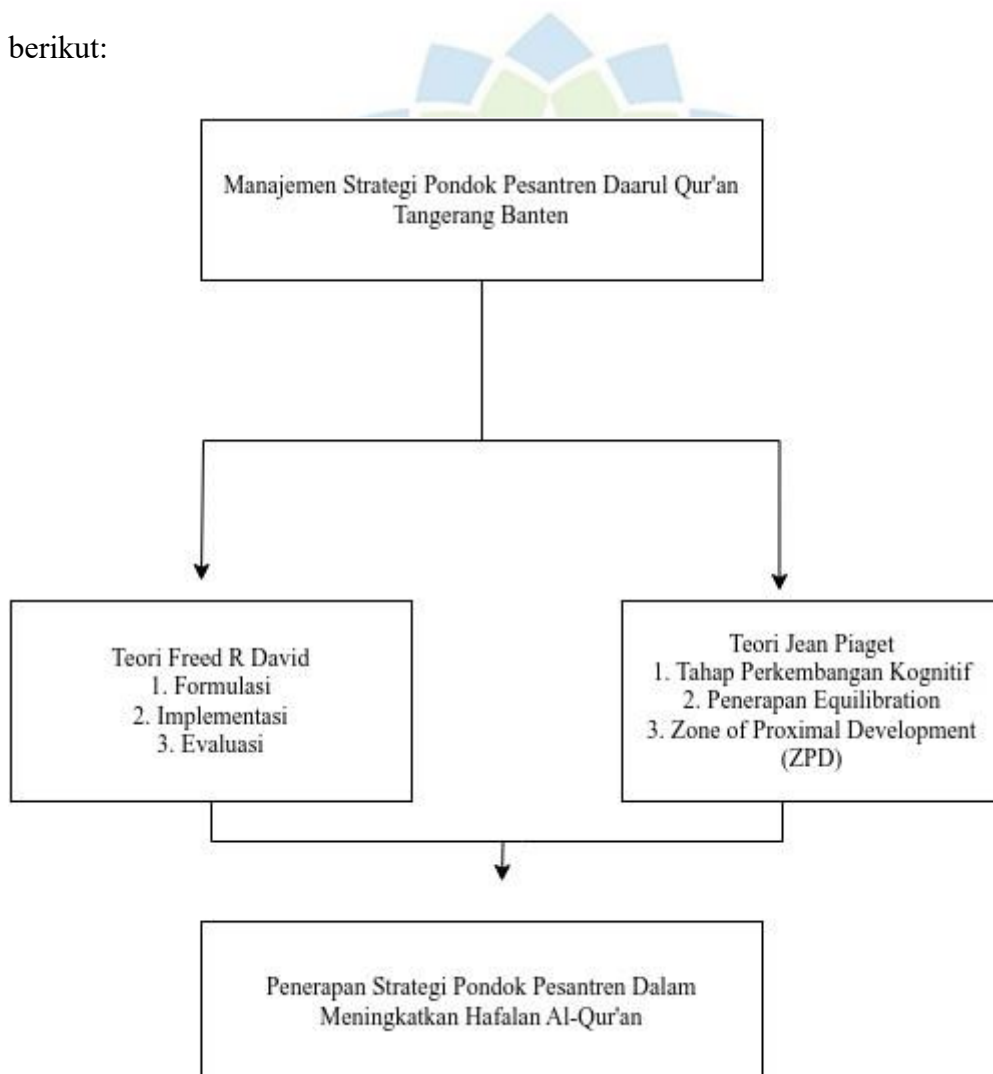 berikut:
Manajemen Strategi Pondok Pesantren Daarul Qur'an
Tangerang Banten
Teori Freed R David
1. Formulasi
2. Implementasi
3. Evaluasi
Teori Jean Piaget
1. Tahap Perkembangan Kognitif
2. Penerapan Equilibration
3. Zone of Proximal Development
(ZPD)
Penerapan Strategi Pondok Pesantren Dalam
Meningkatkan Hafalan Al-Qur'an